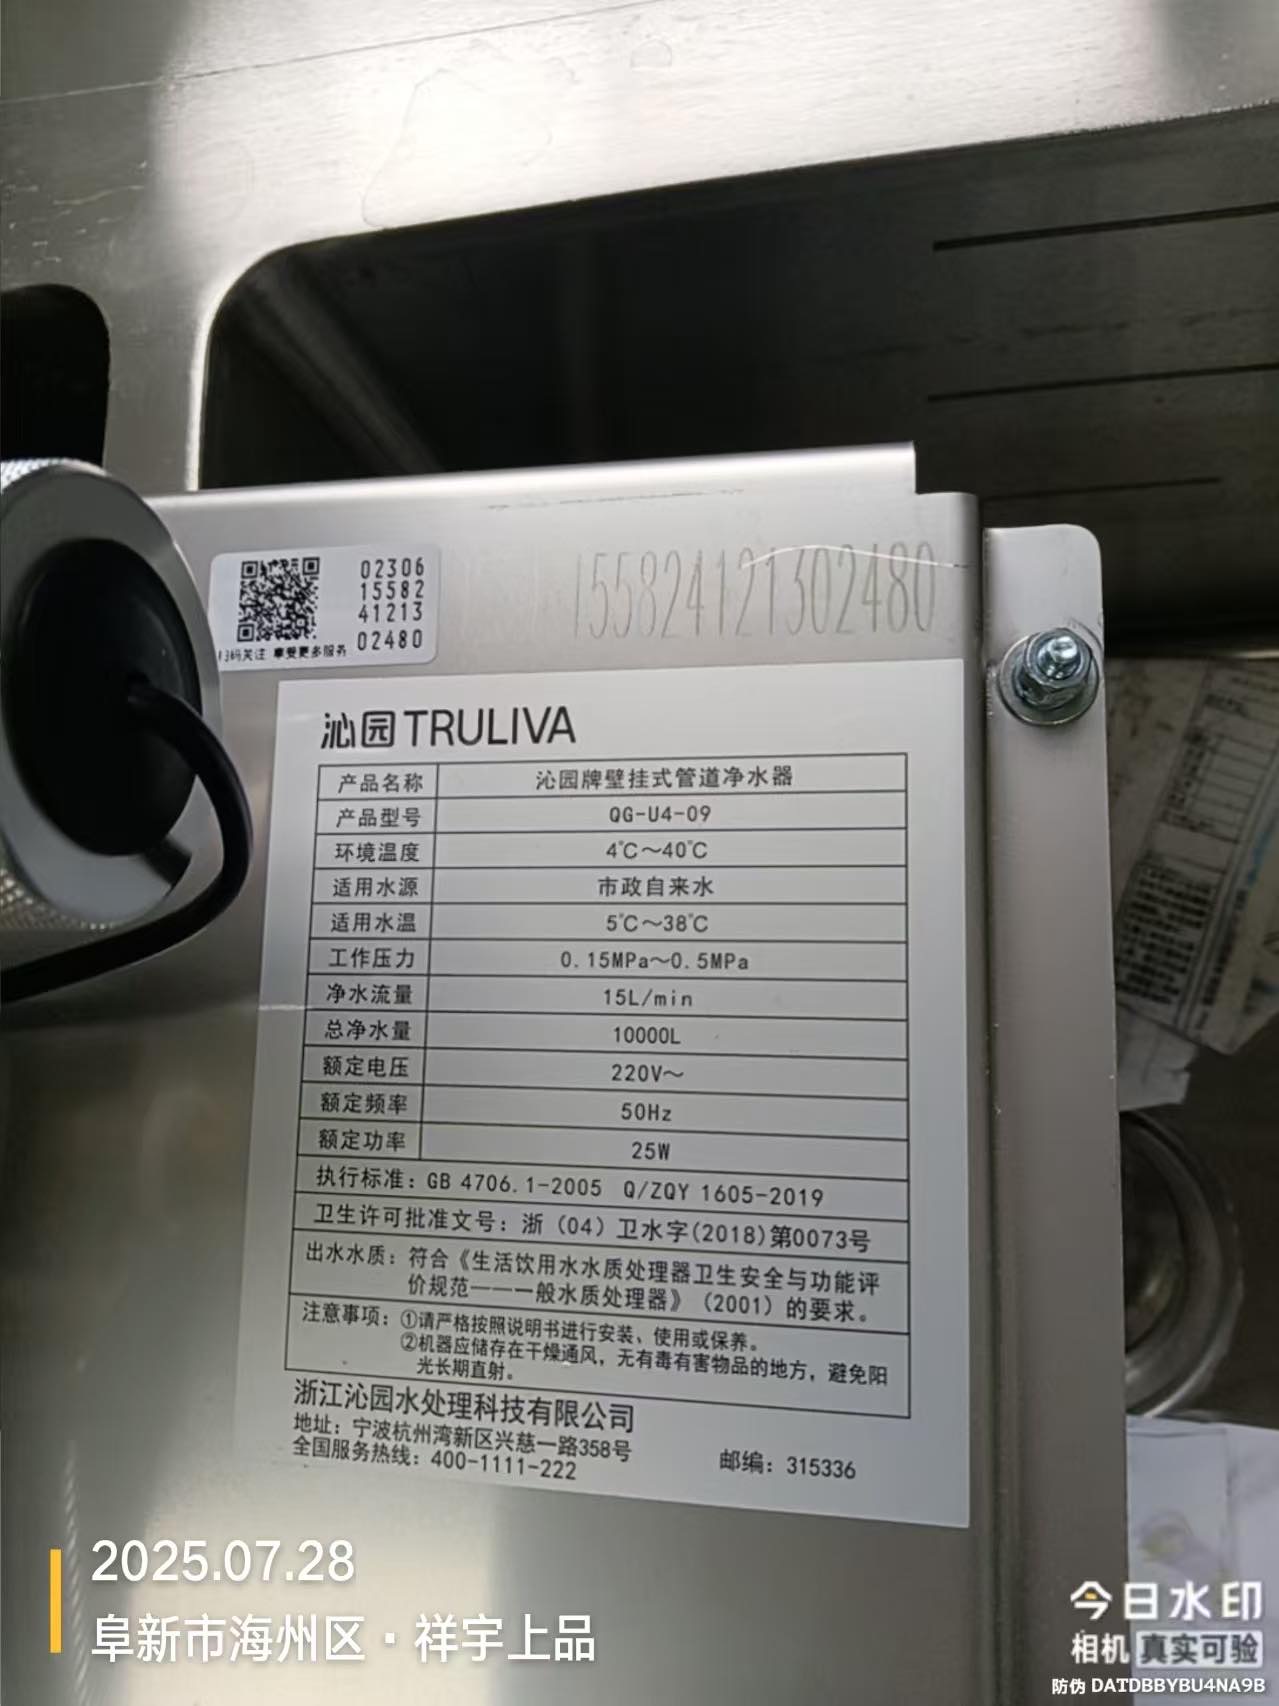 02306
15582
41213
02480
扫码关注 享受更多服务
155824121302480
沁园TRULIVA
产品名称 沁园牌壁挂式管道净水器
产品型号 QG-U4-09
环境温度 4℃~40℃
适用水源 市政自来水
适用水温 5℃~38℃
工作压力 0.15MPa~0.5MPa
净水流量 15L/min
总净水量 10000L
额定电压 220V~
额定频率 50Hz
额定功率 25W
执行标准：GB 4706.1-2005 Q/ZQY 1605-2019
卫生许可批准文号：浙（04）卫水字(2018)第0073号
出水水质：符合《生活饮用水水质处理器卫生安全与功能评
价规范——一般水质处理器》（2001）的要求。
注意事项：①请严格按照说明书进行安装、使用或保养。
②机器应储存在干燥通风，无有毒有害物品的地方，避免阳
光长期直射。
浙江沁园水处理科技有限公司
地址：宁波杭州湾新区兴慈一路358号
全国服务热线：400-1111-222 邮编：315336
2025.07.28
阜新市海州区·祥宇上品
今日水印
相机 真实可验
防伪 DATDBBYBU4NA9B